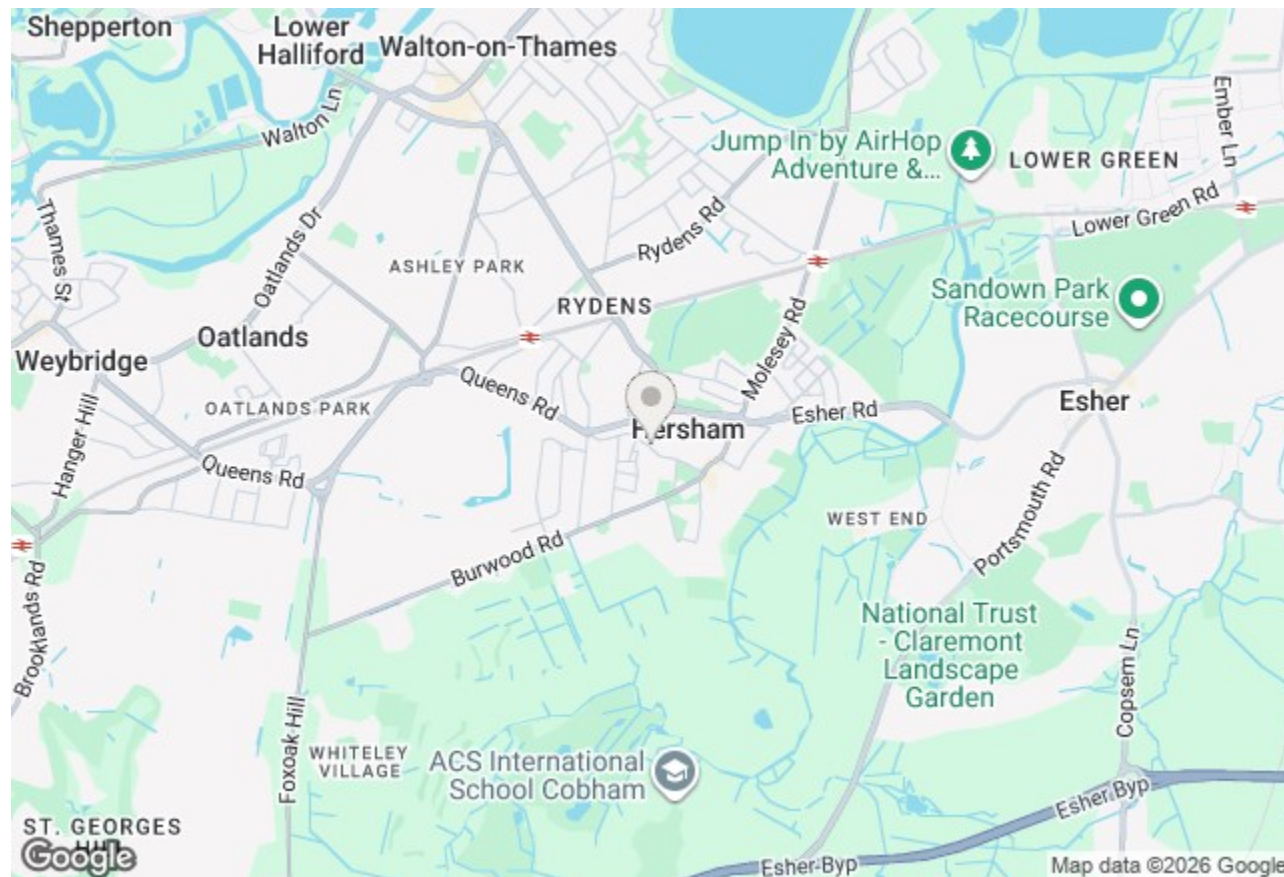 Shepperton
Lower
Halliford
Walton-on-Thames
Walton Ln
Ember Ln
Jump In by AirHop
Adventure &...
LOWER GREEN
Thames St
Oatlands Dr
Rydens Rd
Lower Green Rd
ASHLEY PARK
RYDENS
Sandown Park
Racecourse
Oatlands
Weybridge
Molesey Rd
Queens Rd
OATLANDS PARK
Esher Rd
Esher
Hersham
Hanger Hill
Queens Rd
WEST END
Portsmouth Rd
Burwood Rd
Brooklands Rd
National Trust
- Claremont
Landscape
Garden
Copsem Ln
Foxoak Hill
WHITELEY
VILLAGE
ACS International
School Cobham
Esher Byp
ST. GEORGES
HILL
Google
Esher Byp
Map data ©2026 Google